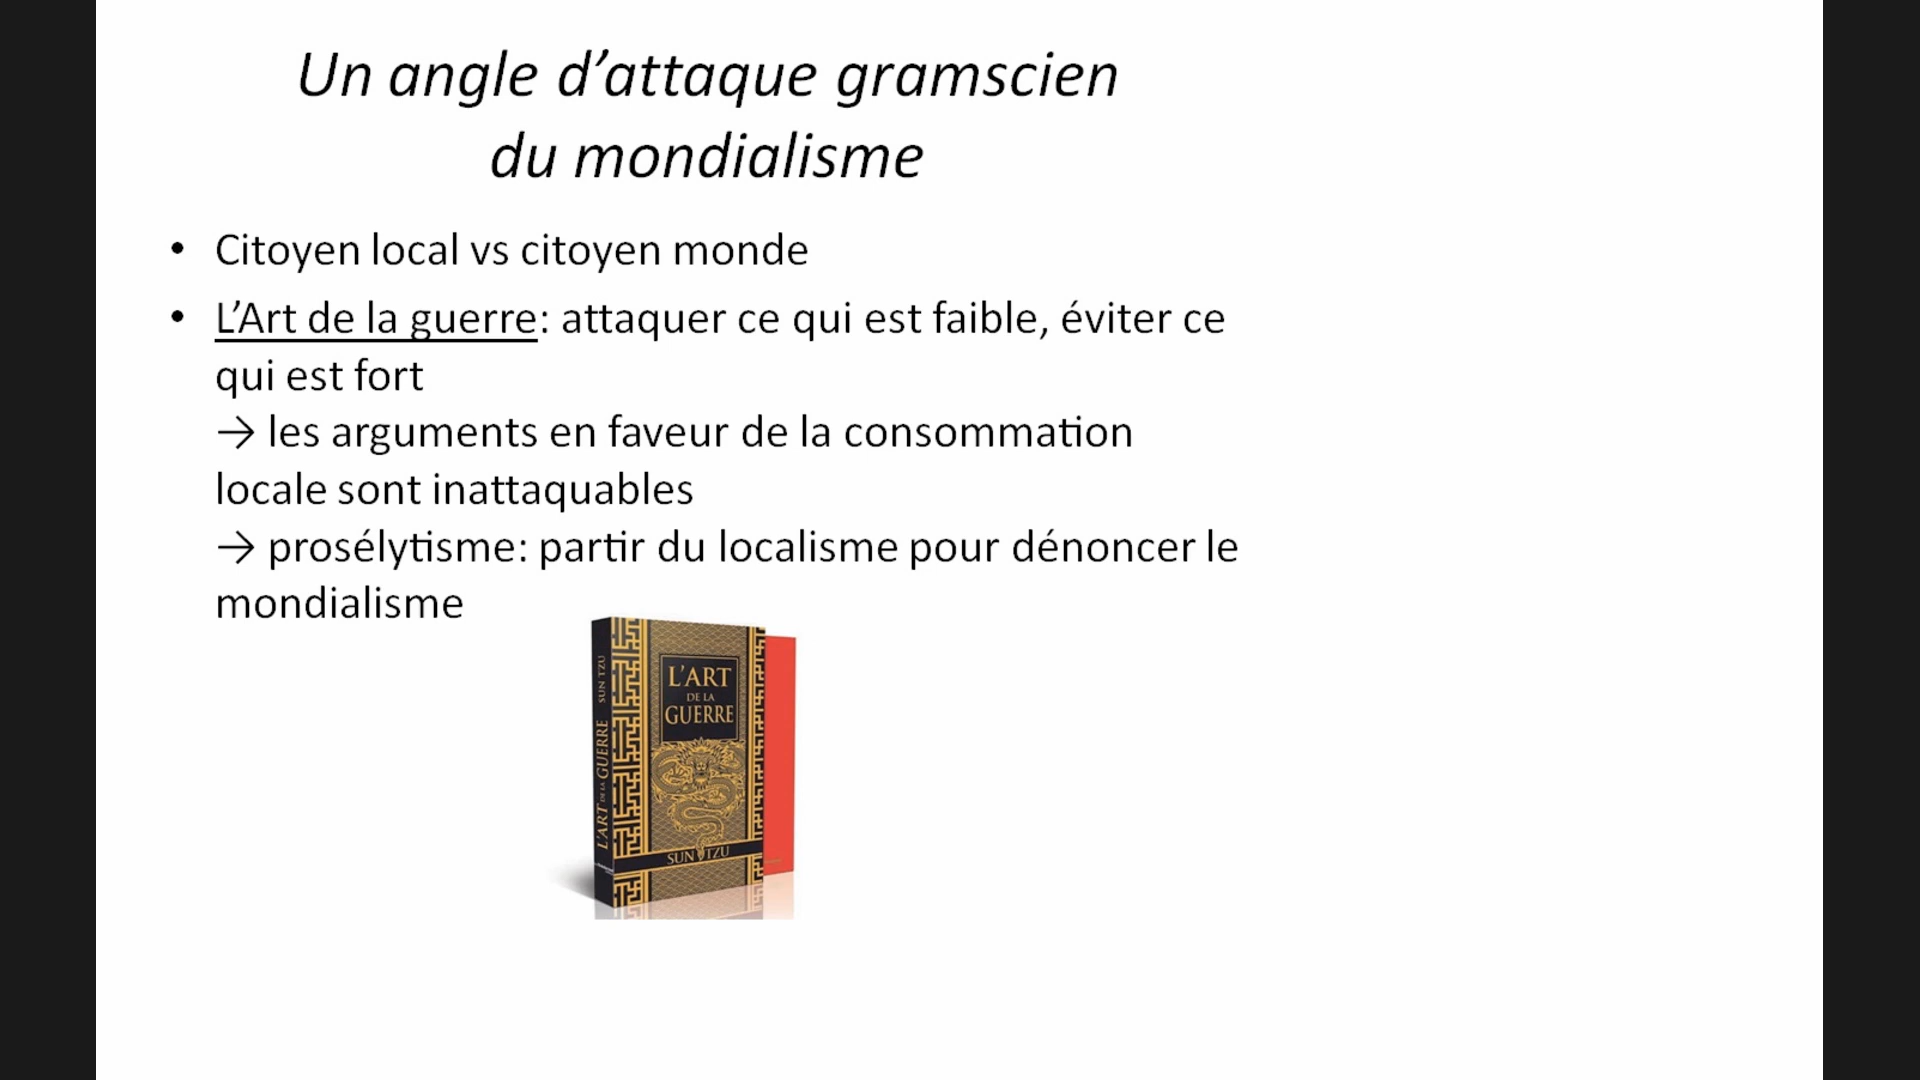 Un angle d’attaque gramscien
du mondialisme
• Citoyen local vs citoyen monde
• L’Art de la guerre: attaquer ce qui est faible, éviter ce
qui est fort
→ les arguments en faveur de la consommation
locale sont inattaquables
→ prosélytisme: partir du localisme pour dénoncer le
mondialisme
L’ART DE LA GUERRE SUN TZU
L’ART
DE LA
GUERRE
SUN TZU